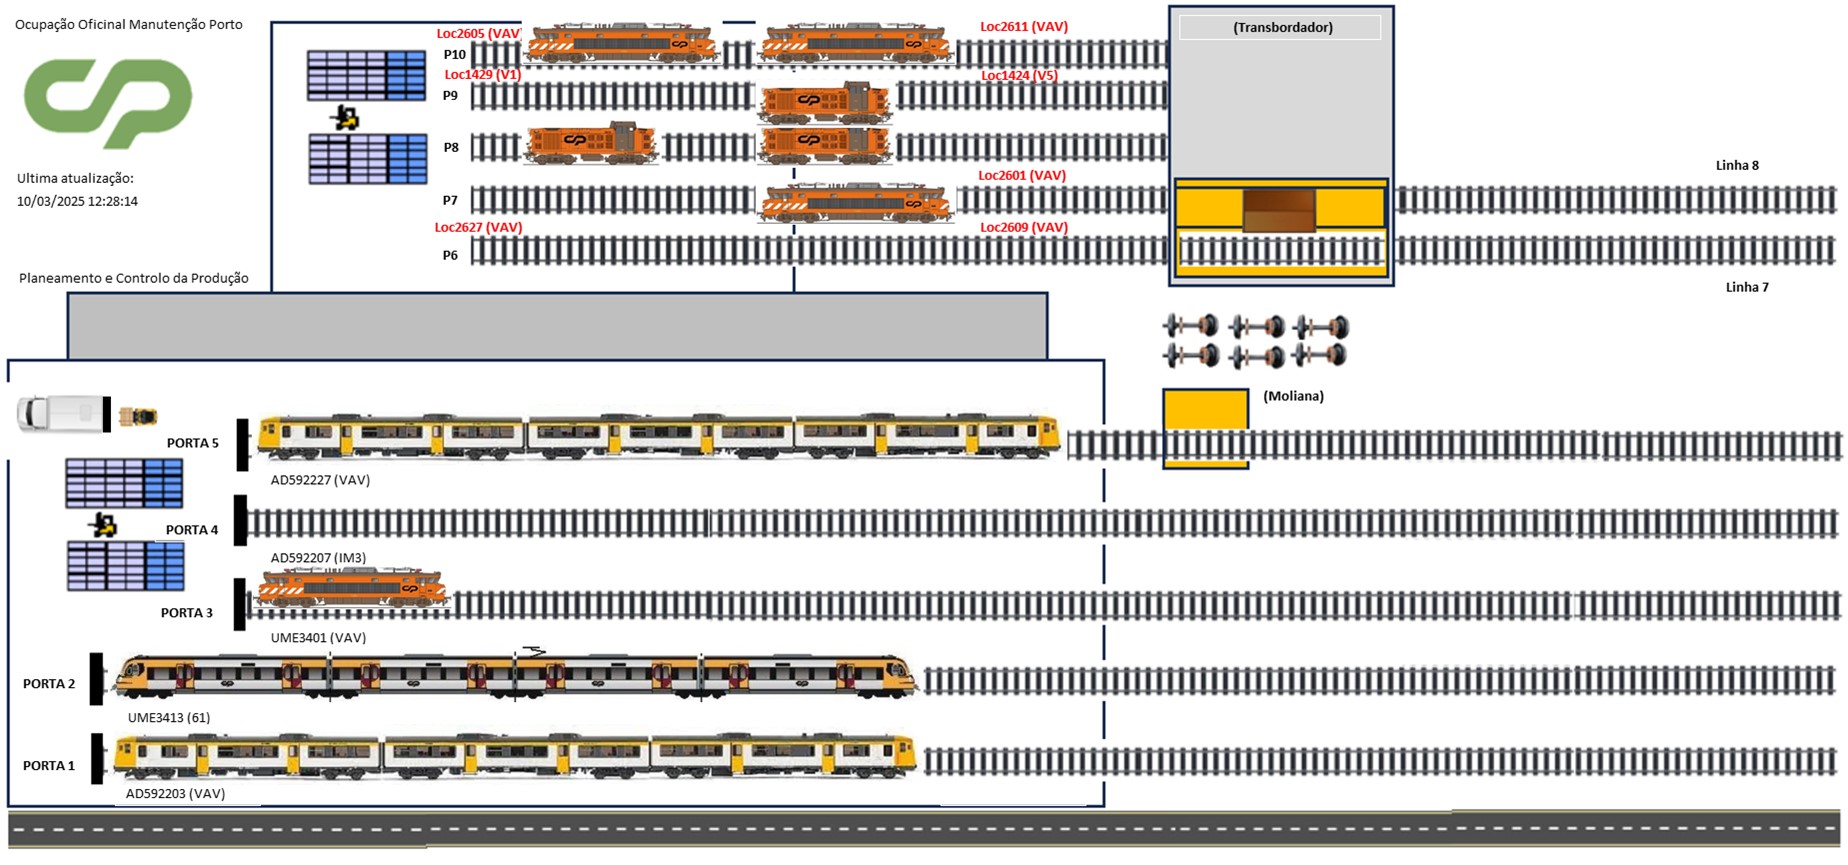 Ocupação Oficinal Manutenção Porto
CP
Ultima atualização:
10/03/2025 12:28:14
Planeamento e Controlo da Produção
Loc2605 (VAV)
Loc2611 (VAV)
(Transbordador)
P10
Loc1429 (V1)
Loc1424 (V5)
P9
P8
Loc2601 (VAV)
Linha 8
P7
Loc2627 (VAV)
Loc2609 (VAV)
P6
Linha 7
(Moliana)
PORTA 5
AD592227 (VAV)
PORTA 4
AD592207 (IM3)
PORTA 3
UME3401 (VAV)
PORTA 2
UME3413 (61)
PORTA 1
AD592203 (VAV)